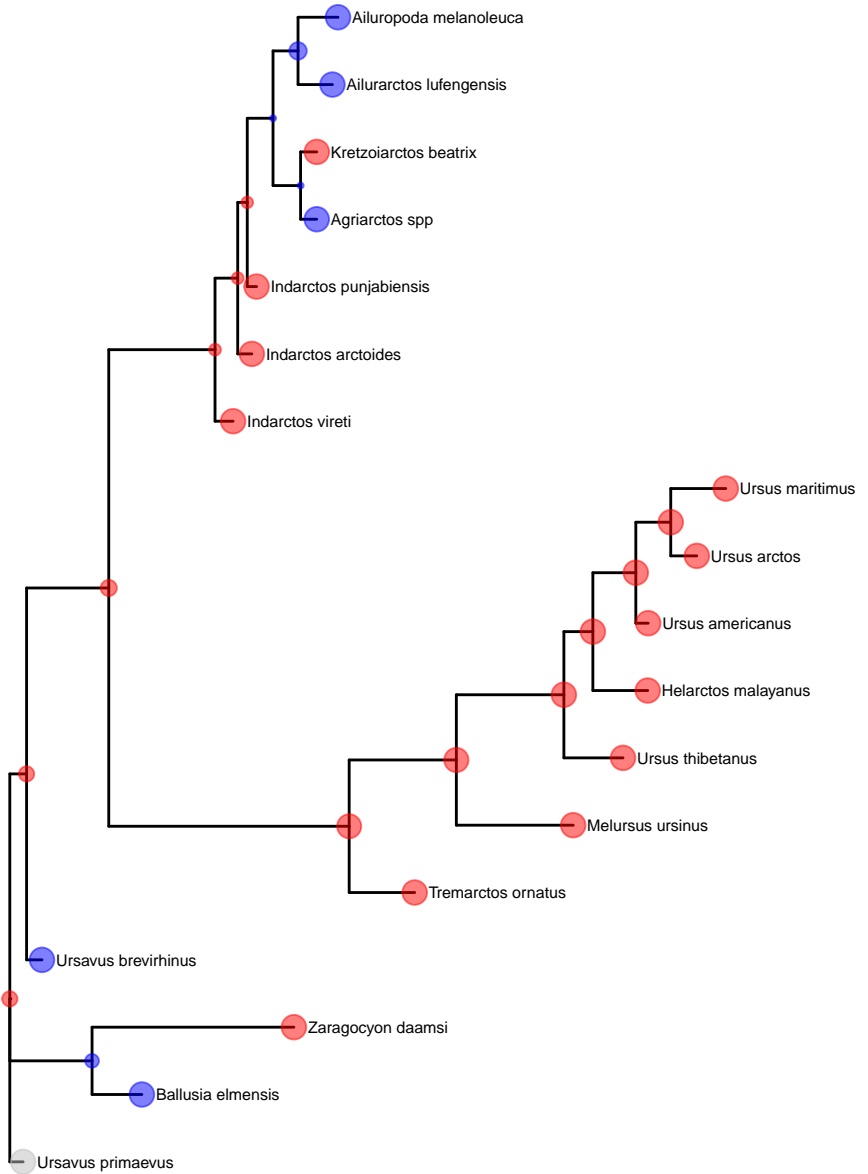 Ailuropoda melanoleuca
Ailurarctos lufengensis
Kretzoiarctos beatrix
Agriarctos spp
Indarctos punjabiensis
Indarctos arctoides
Indarctos vireti
Ursus maritimus
Ursus arctos
Ursus americanus
Helarctos malayanus
Ursus thibetanus
Melursus ursinus
Tremarctos ornatus
Ursavus brevirhinus
Zaragocyon daamsi
Ballusia elmensis
Ursavus primaevus